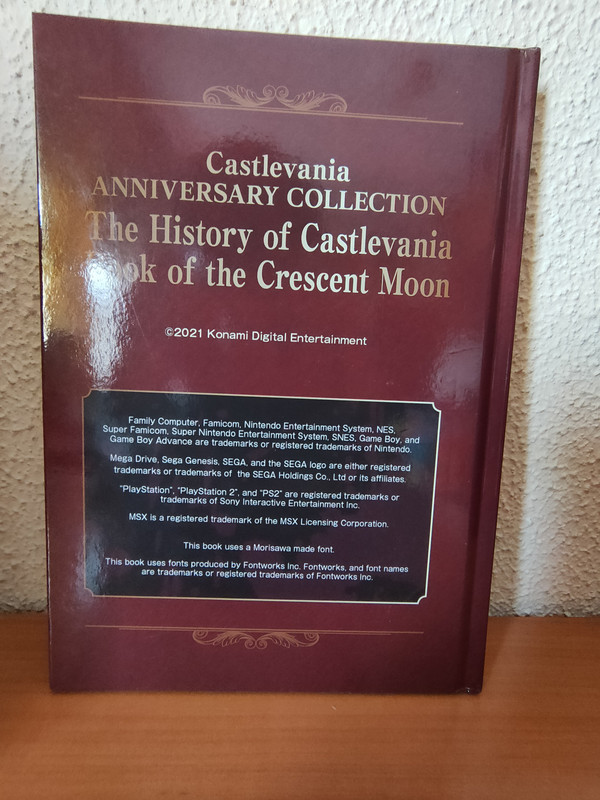 Castlevania
ANNIVERSARY COLLECTION
The History of Castlevania
Book of the Crescent Moon
©2021 Konami Digital Entertainment
Family Computer, Famicom, Nintendo Entertainment System, NES,
Super Famicom, Super Nintendo Entertainment System, SNES, Game Boy, and
Game Boy Advance are trademarks or registered trademarks of Nintendo.
Mega Drive, Sega Genesis, SEGA, and the SEGA logo are either registered
trademarks or trademarks of the SEGA Holdings Co., Ltd or its affiliates.
"PlayStation", "PlayStation 2", and "PS2" are registered trademarks or
trademarks of Sony Interactive Entertainment Inc.
MSX is a registered trademark of the MSX Licensing Corporation.
This book uses a Morisawa made font.
This book uses fonts produced by Fontworks Inc. Fontworks, and font names
are trademarks or registered trademarks of Fontworks Inc.